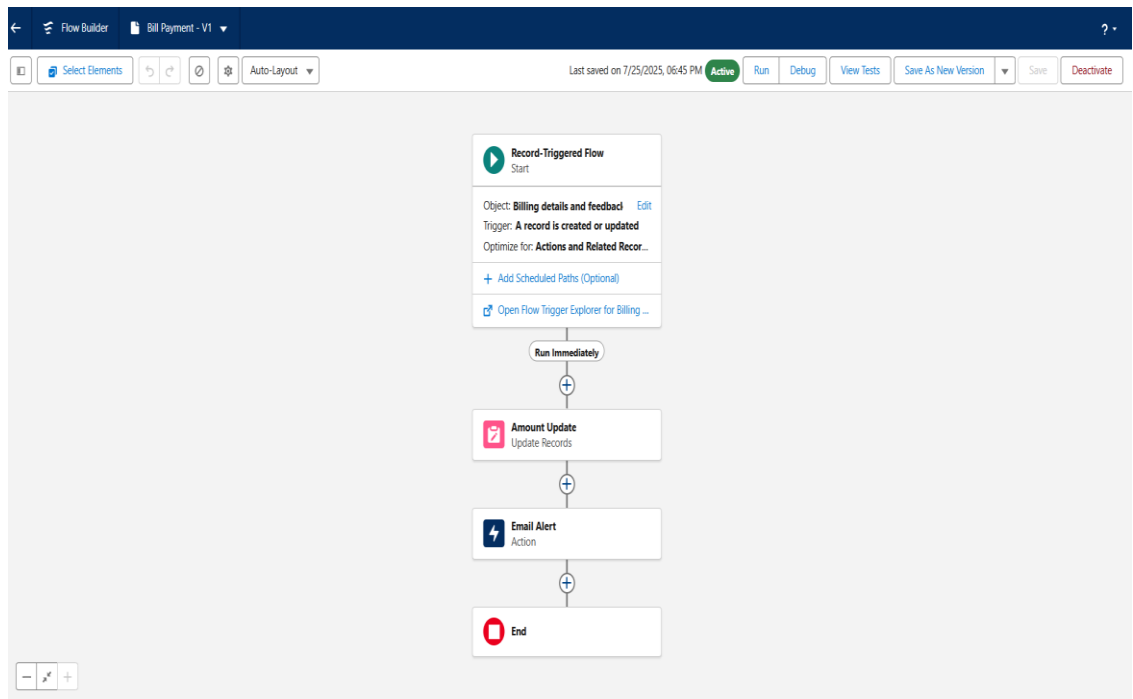 Flow Builder Bill Payment - V1 ?
Select Elements Auto-Layout Last saved on 7/25/2025, 06:45 PM Active Run Debug View Tests Save As New Version Save Deactivate
Record-Triggered Flow
Start
Object: Billing details and feedback Edit
Trigger: A record is created or updated
Optimize for: Actions and Related Recor...
+ Add Scheduled Paths (Optional)
Open Flow Trigger Explorer for Billing ...
Run Immediately
Amount Update
Update Records
Email Alert
Action
End